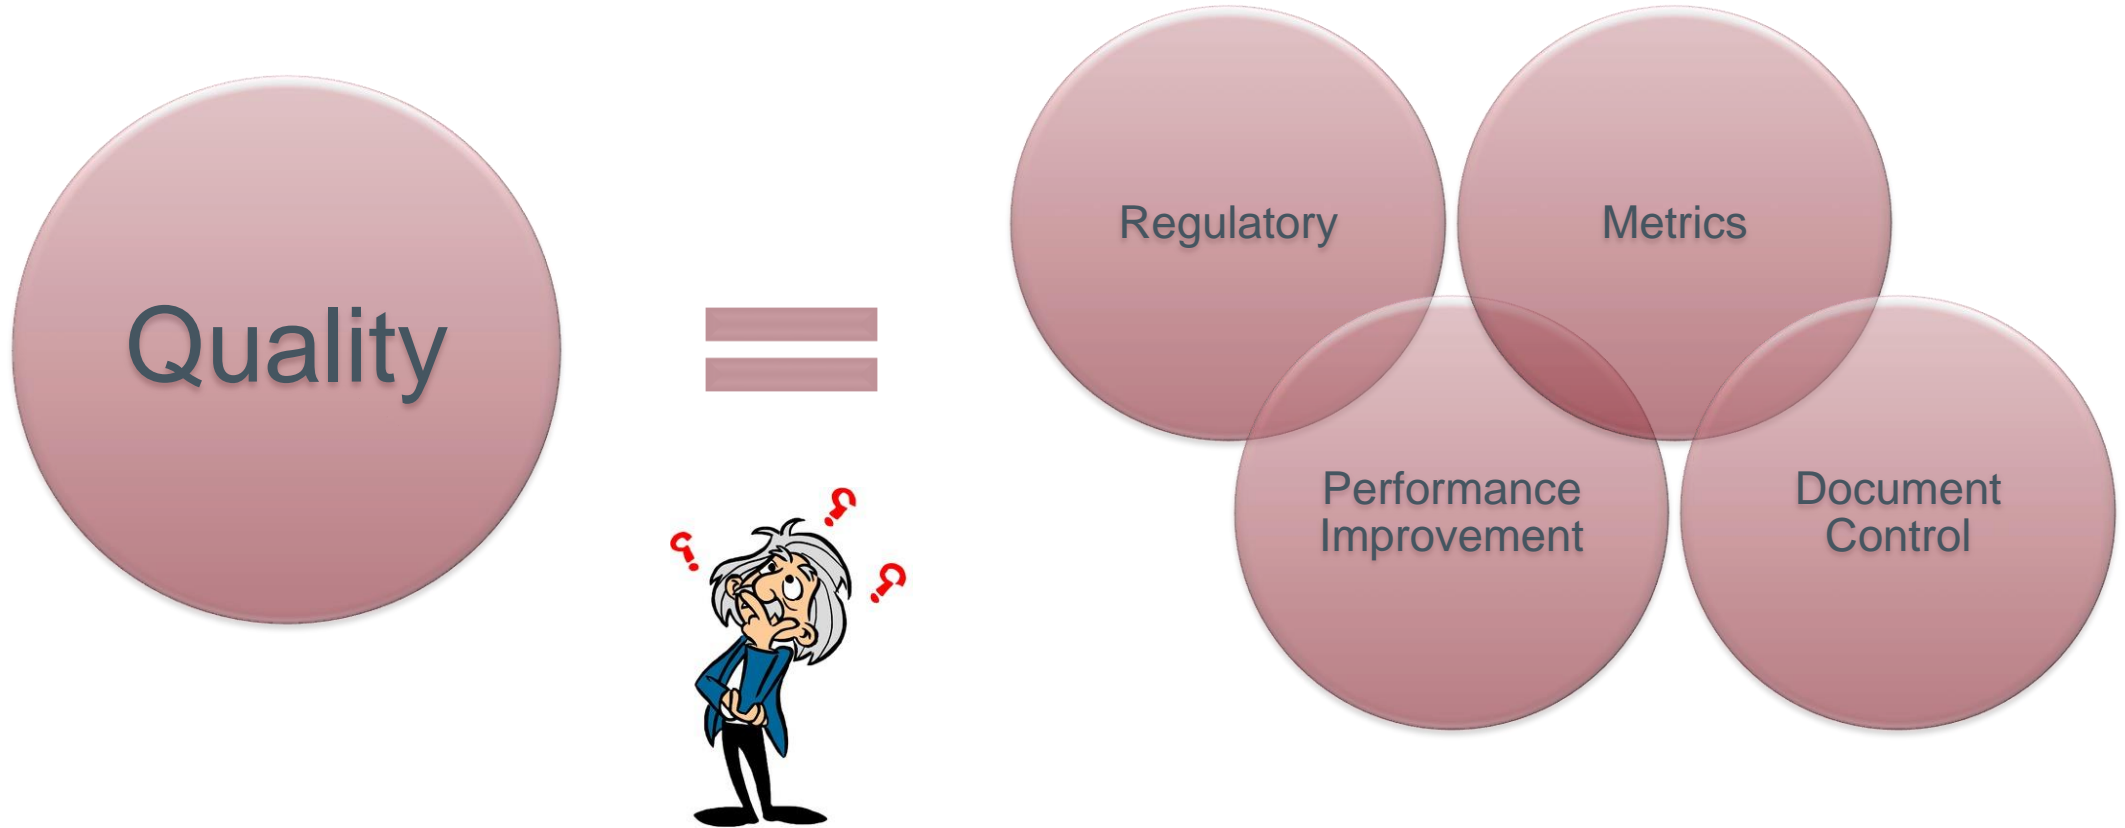 Quality
Regulatory
Metrics
Performance
Improvement
Document
Control
? ? ?